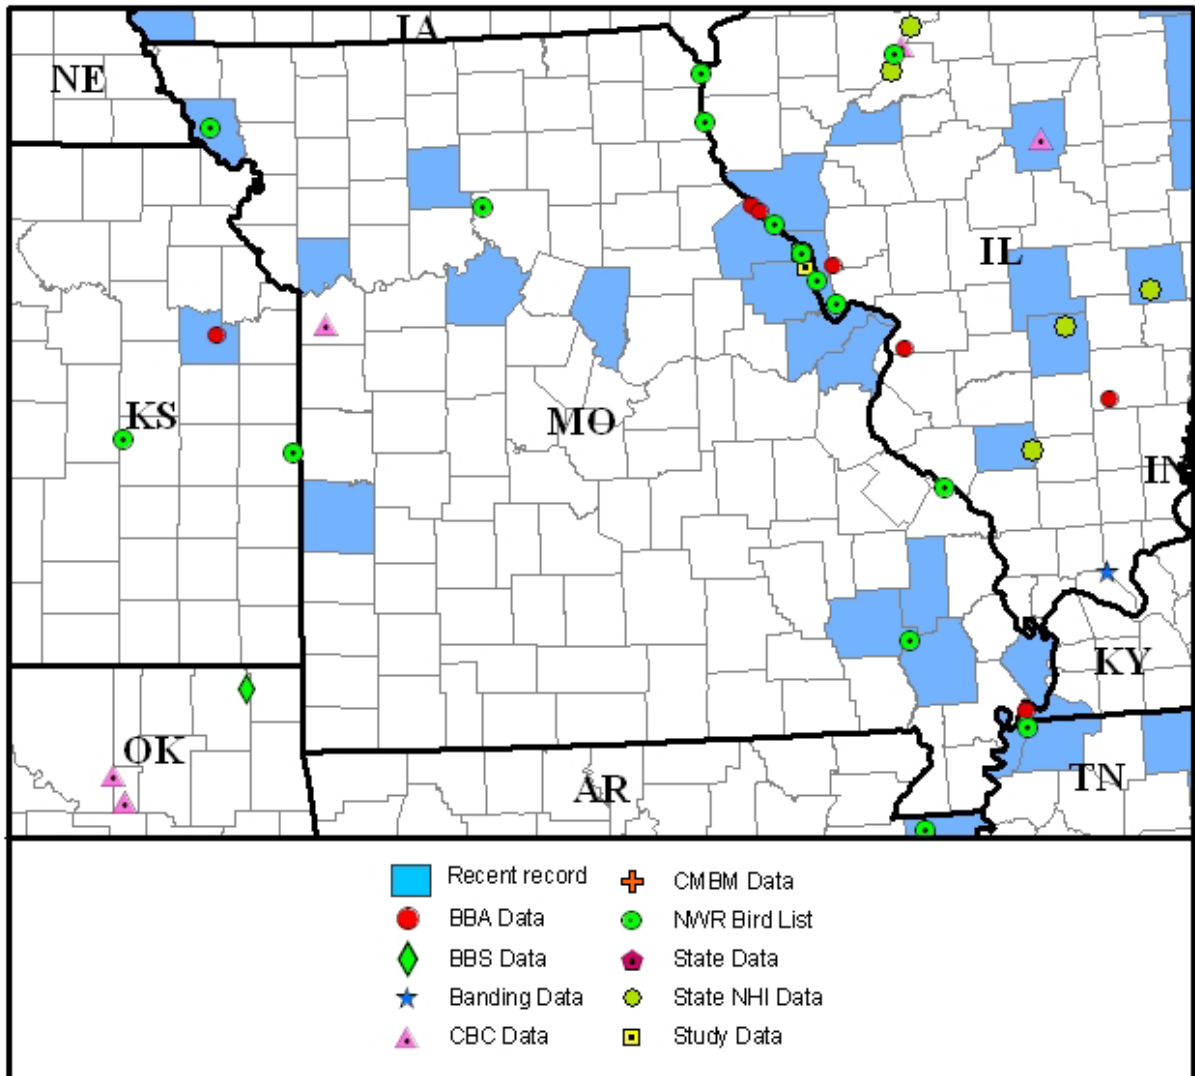 IA
NE
IL
KS
MO
IN
KY
OK
TN
AR
Recent record
BBA Data
BBS Data
Banding Data
CBC Data
CMBM Data
NWR Bird List
State Data
State NHI Data
Study Data